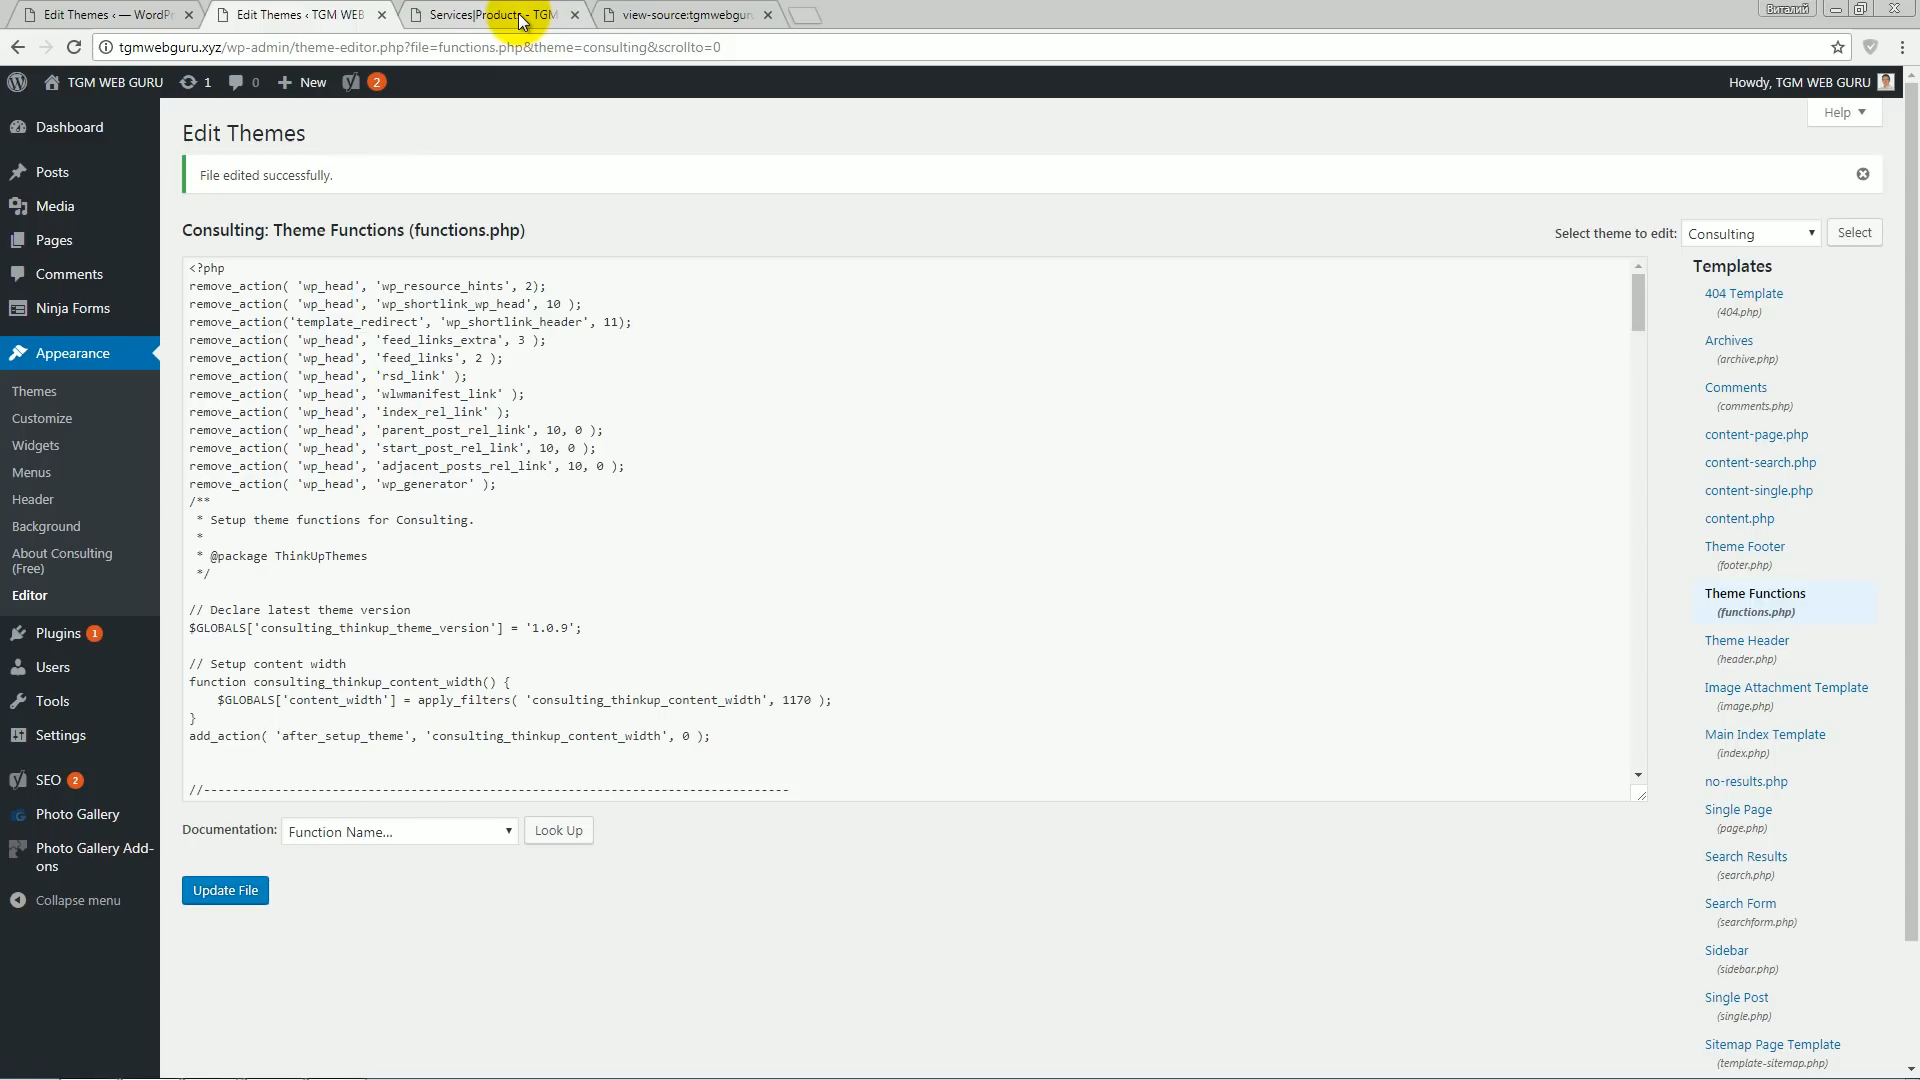 Edit Themes ‹ — WordPr
Edit Themes ‹ TGM WEB
Services|Products - TGM
view-source:tgmwebguru
Виталий
tgmwebguru.xyz/wp-admin/theme-editor.php?file=functions.php&theme=consulting&scrollto=0
TGM WEB GURU
1
0
New
2
Howdy, TGM WEB GURU
Help
Dashboard
Posts
Media
Pages
Comments
Ninja Forms
Appearance
Themes
Customize
Widgets
Menus
Header
Background
About Consulting
(Free)
Editor
Plugins 1
Users
Tools
Settings
SEO 2
Photo Gallery
Photo Gallery Add-
ons
Collapse menu
Edit Themes
File edited successfully.
Consulting: Theme Functions (functions.php)
Select theme to edit: Consulting Select
<?php
remove_action( 'wp_head', 'wp_resource_hints', 2);
remove_action( 'wp_head', 'wp_shortlink_wp_head', 10 );
remove_action('template_redirect', 'wp_shortlink_header', 11);
remove_action( 'wp_head', 'feed_links_extra', 3 );
remove_action( 'wp_head', 'feed_links', 2 );
remove_action( 'wp_head', 'rsd_link' );
remove_action( 'wp_head', 'wlwmanifest_link' );
remove_action( 'wp_head', 'index_rel_link' );
remove_action( 'wp_head', 'parent_post_rel_link', 10, 0 );
remove_action( 'wp_head', 'start_post_rel_link', 10, 0 );
remove_action( 'wp_head', 'adjacent_posts_rel_link', 10, 0 );
remove_action( 'wp_head', 'wp_generator' );
/**
* Setup theme functions for Consulting.
*
* @package ThinkUpThemes
*/
// Declare latest theme version
$GLOBALS['consulting_thinkup_theme_version'] = '1.0.9';
// Setup content width
function consulting_thinkup_content_width() {
$GLOBALS['content_width'] = apply_filters( 'consulting_thinkup_content_width', 1170 );
}
add_action( 'after_setup_theme', 'consulting_thinkup_content_width', 0 );
//----------------------------------------------------------------------------------
Documentation: Function Name... Look Up
Update File
Templates
404 Template
(404.php)
Archives
(archive.php)
Comments
(comments.php)
content-page.php
content-search.php
content-single.php
content.php
Theme Footer
(footer.php)
Theme Functions
(functions.php)
Theme Header
(header.php)
Image Attachment Template
(image.php)
Main Index Template
(index.php)
no-results.php
Single Page
(page.php)
Search Results
(search.php)
Search Form
(searchform.php)
Sidebar
(sidebar.php)
Single Post
(single.php)
Sitemap Page Template
(template-sitemap.php)